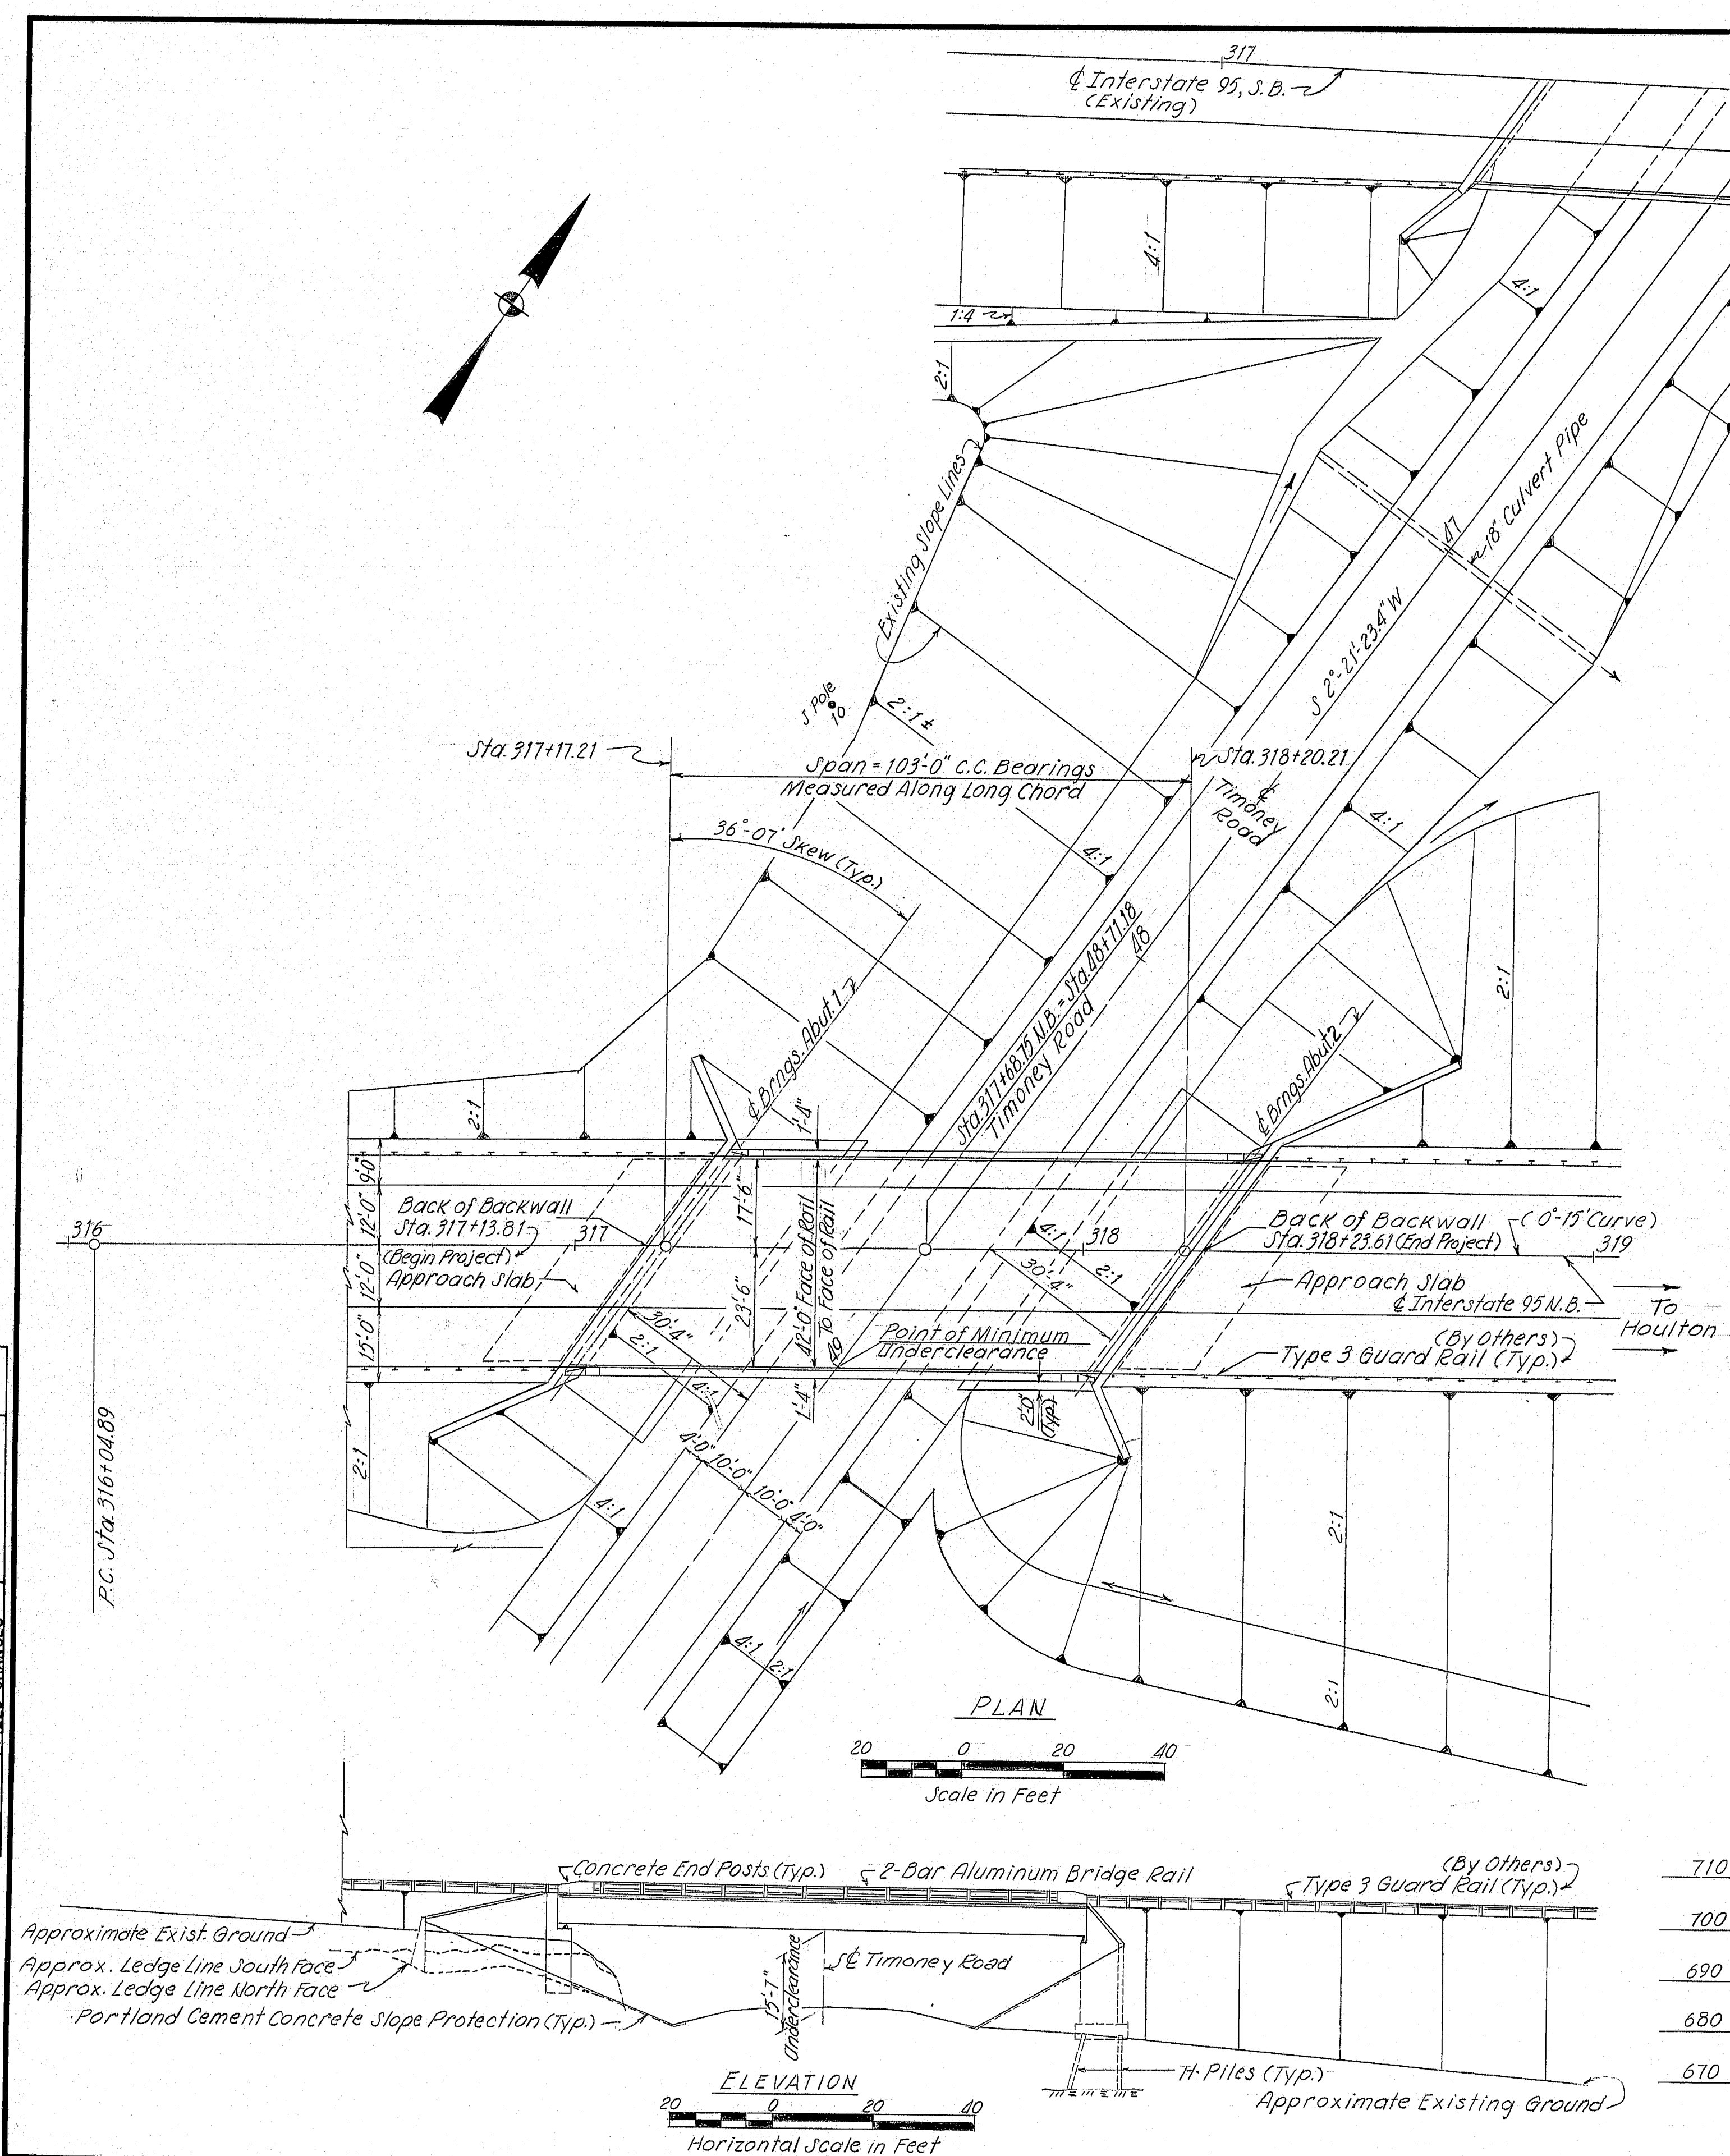 317
℄ Interstate 95, S.B.
(Existing)
4:1
1:4
4:1
2:1
Existing Slope Lines
18" Culvert Pipe
47
S 2°-21'-23.4" W
J Pole
10
2:1±
Sta. 317+17.21
Sta. 318+20.21
Span = 103'-0" C.C. Bearings
Measured Along Long Chord
℄
Timoney
Road
36°-07' Skew (Typ.)
4:1
4:1
Sta. 317+68.75 N.B. = Sta. 48+71.18
Timoney Road
48
℄ Brngs. Abut. 1
℄ Brngs. Abut. 2
2:1
2:1
1'-4"
9'-0"
12'-0"
12'-0"
15'-0"
17'-6"
23'-6"
42'-0" Face of Rail
To Face of Rail
Back of Backwall
Sta. 317+13.81
(Begin Project)
Approach Slab
316
317
318
319
4:1
2:1
30'-4"
Back of Backwall
Sta. 318+23.61 (End Project)
(0°-15' Curve)
Approach Slab
℄ Interstate 95 N.B.
To
Houlton
30'-4"
2:1
4:1
49
Point of Minimum
Underclearance
(By Others)
Type 3 Guard Rail (Typ.)
1'-4"
2'-0"
(Typ.)
P.C. Sta. 316+04.89
2:1
4'-0" 10'-0" 10'-0" 4'-0"
4:1
2:1
4:1
2:1
2:1
PLAN
20 0 20 40
Scale in Feet
Concrete End Posts (Typ.)
2-Bar Aluminum Bridge Rail
(By Others)
Type 3 Guard Rail (Typ.)
710
700
690
680
670
Approximate Exist. Ground
Approx. Ledge Line South Face
Approx. Ledge Line North Face
Portland Cement Concrete Slope Protection (Typ.)
15'-7"
Underclearance
℄ Timoney Road
H-Piles (Typ.)
Approximate Existing Ground
ELEVATION
20 0 20 40
Horizontal Scale in Feet